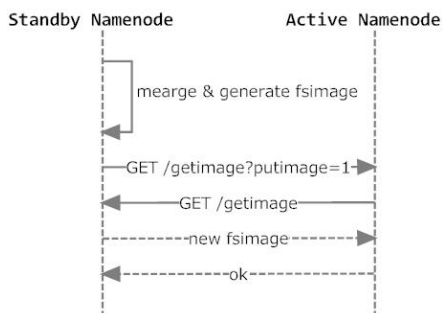 Standby Namenode Active Namenode
mearge & generate fsimage
GET /getimage?putimage=1
GET /getimage
new fsimage
ok